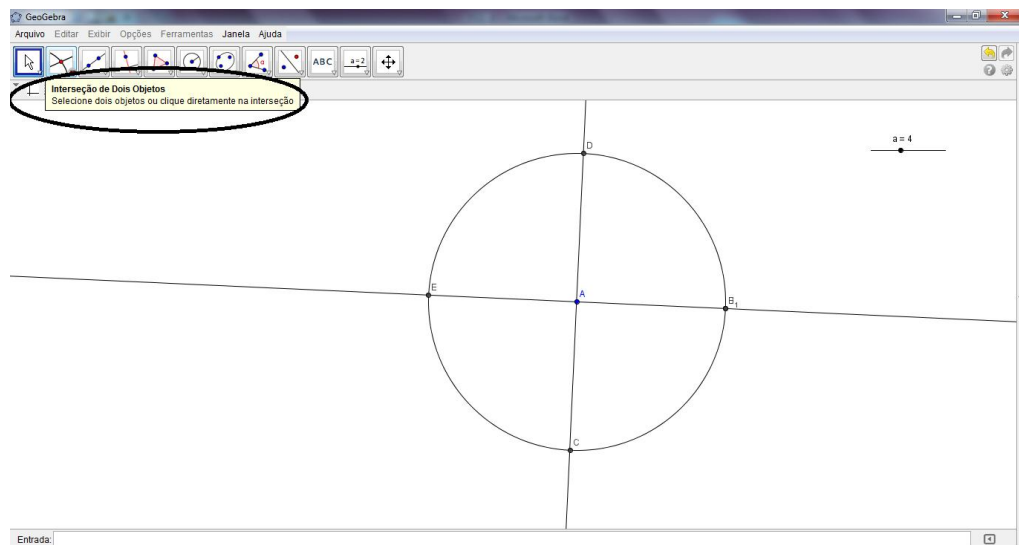 GeoGebra
Arquivo Editar Exibir Opções Ferramentas Janela Ajuda
ABC a=2
Interseção de Dois Objetos
Selecione dois objetos ou clique diretamente na interseção
a = 4
D
E
A
B₁
C
Entrada: